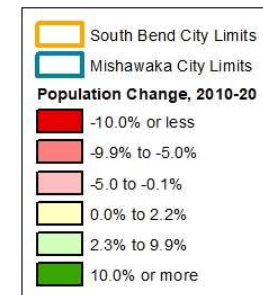 South Bend City Limits
Mishawaka City Limits
Population Change, 2010-20
-10.0% or less
-9.9% to -5.0%
-5.0 to -0.1%
0.0% to 2.2%
2.3% to 9.9%
10.0% or more